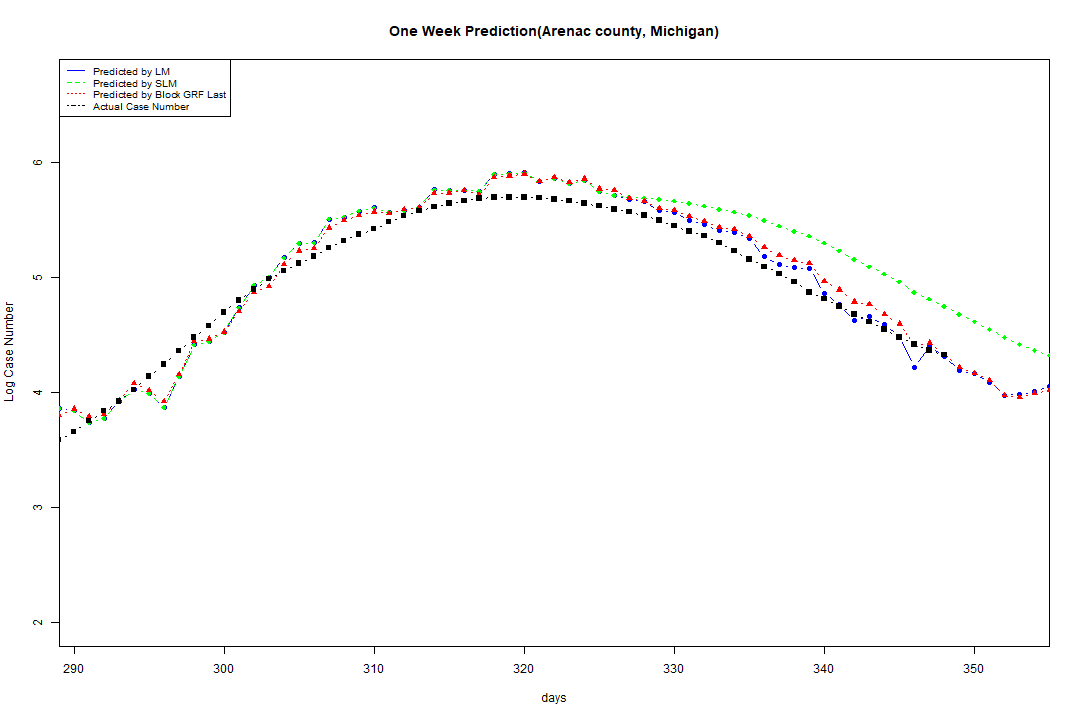 One Week Prediction(Arenac county, Michigan)
Predicted by LM
Predicted by SLM
Predicted by Block GRF Last
Actual Case Number
6
5
4
3
2
Log Case Number
290 300 310 320 330 340 350
days